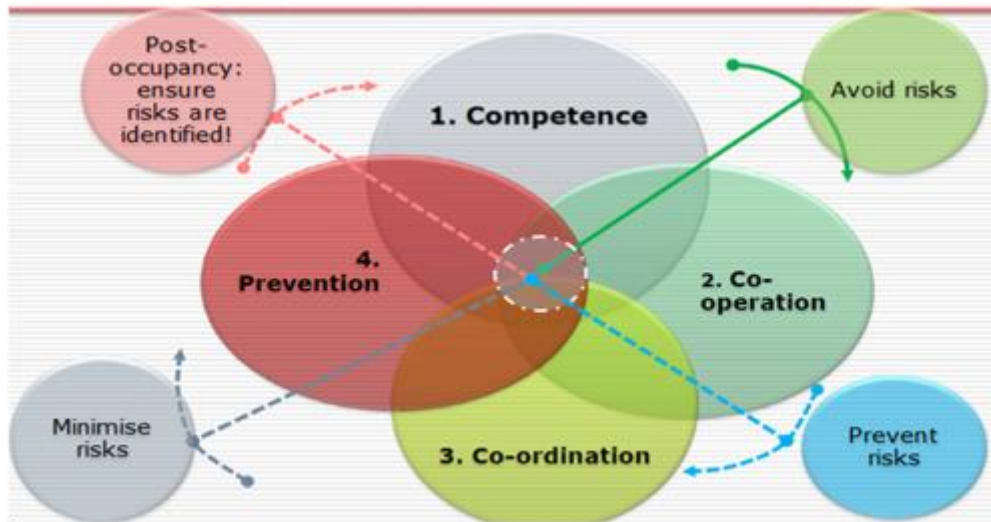 Post-
occupancy:
ensure
risks are
identified!
1. Competence
Avoid risks
4.
Prevention
2. Co-
operation
Minimise
risks
3. Co-ordination
Prevent
risks